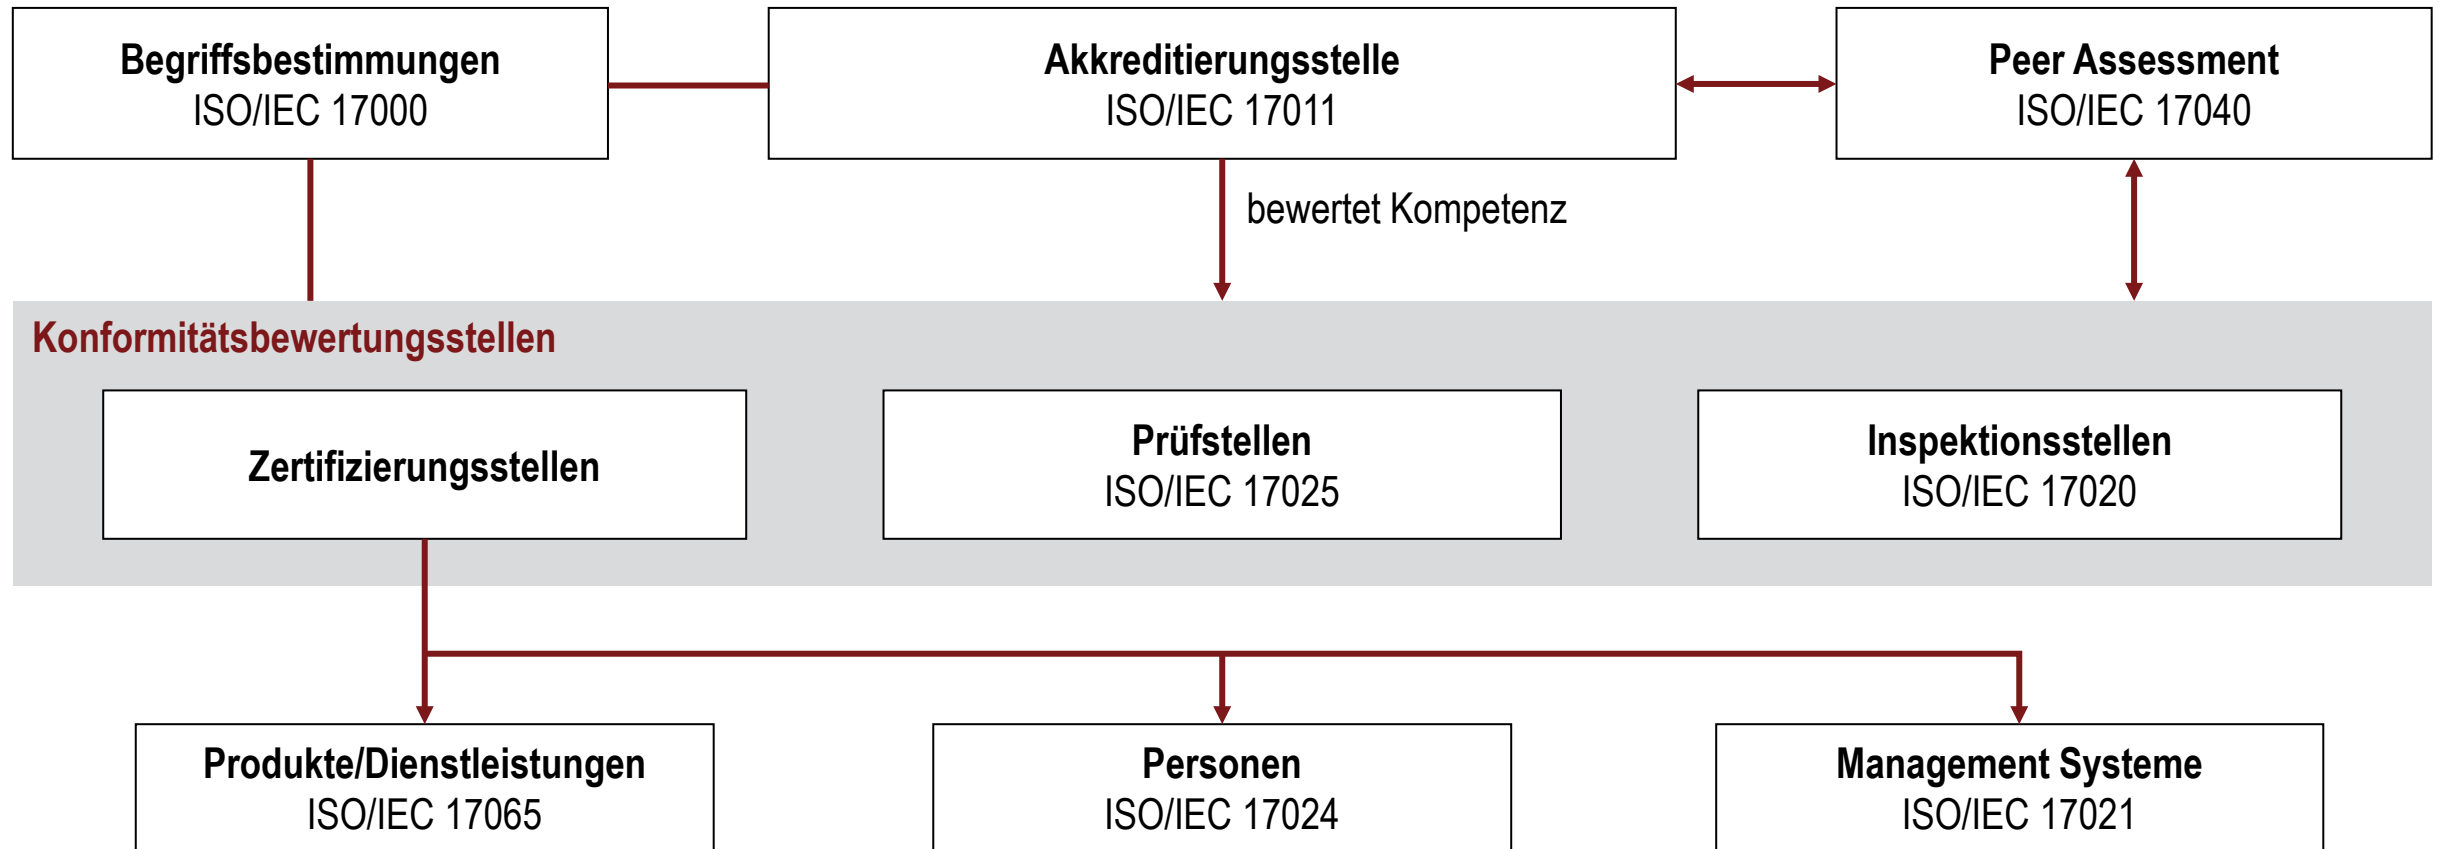 Begriffsbestimmungen
ISO/IEC 17000
Akkreditierungsstelle
ISO/IEC 17011
Peer Assessment
ISO/IEC 17040
bewertet Kompetenz
Konformitätsbewertungsstellen
Zertifizierungsstellen
Prüfstellen
ISO/IEC 17025
Inspektionsstellen
ISO/IEC 17020
Produkte/Dienstleistungen
ISO/IEC 17065
Personen
ISO/IEC 17024
Management Systeme
ISO/IEC 17021